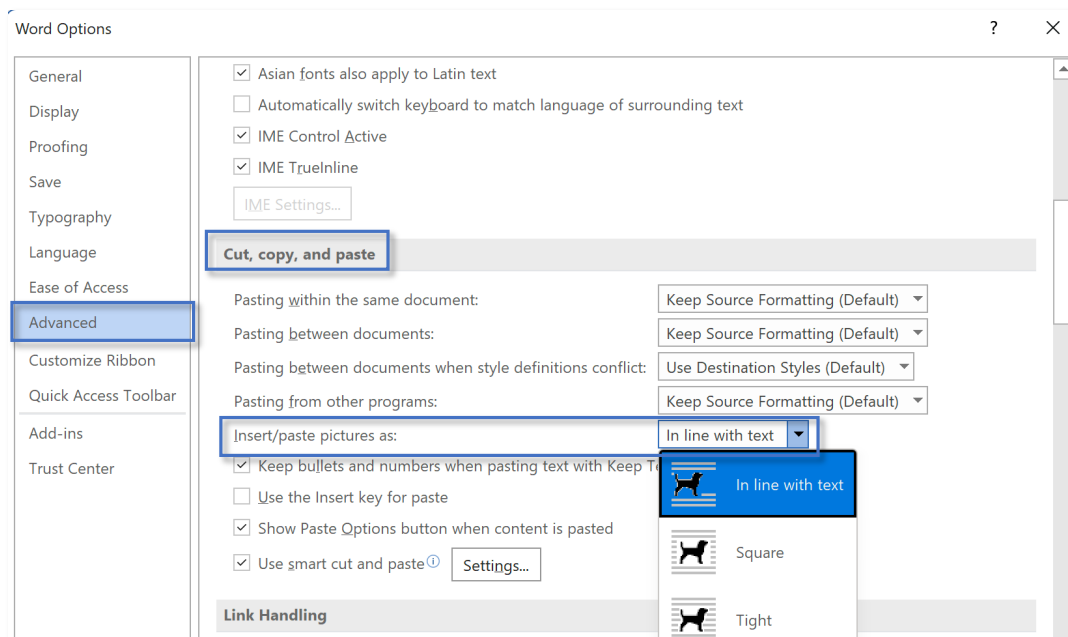 Word Options
?
General
Display
Proofing
Save
Typography
Language
Ease of Access
Advanced
Customize Ribbon
Quick Access Toolbar
Add-ins
Trust Center
Asian fonts also apply to Latin text
Automatically switch keyboard to match language of surrounding text
IME Control Active
IME TrueInline
IME Settings...
Cut, copy, and paste
Pasting within the same document: Keep Source Formatting (Default)
Pasting between documents: Keep Source Formatting (Default)
Pasting between documents when style definitions conflict: Use Destination Styles (Default)
Pasting from other programs: Keep Source Formatting (Default)
Insert/paste pictures as: In line with text
Keep bullets and numbers when pasting text with Keep
In line with text
Use the Insert key for paste
Show Paste Options button when content is pasted
Square
Use smart cut and paste Settings...
Link Handling
Tight